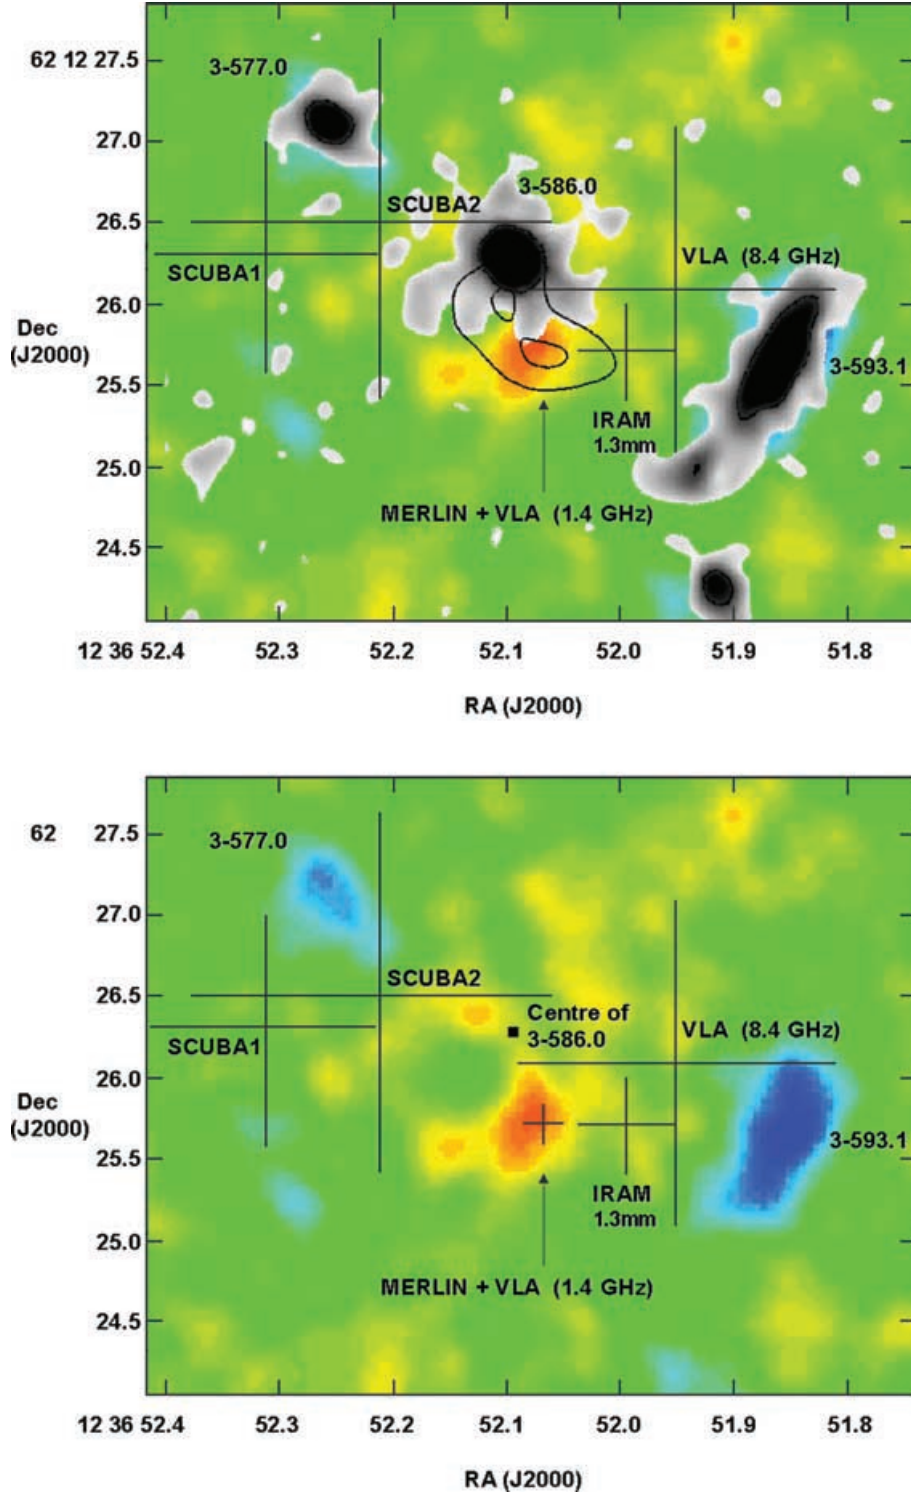 62 12 27.5
3-577.0
27.0
3-586.0
26.5
SCUBA2
SCUBA1
VLA (8.4 GHz)
26.0
Dec
(J2000)
25.5
3-593.1
IRAM
1.3mm
25.0
MERLIN + VLA (1.4 GHz)
24.5
12 36 52.4 52.3 52.2 52.1 52.0 51.9 51.8
RA (J2000)
62 27.5
3-577.0
27.0
SCUBA2
26.5
Centre of
3-586.0
VLA (8.4 GHz)
SCUBA1
26.0
Dec
(J2000)
25.5
3-593.1
IRAM
1.3mm
25.0
MERLIN + VLA (1.4 GHz)
24.5
12 36 52.4 52.3 52.2 52.1 52.0 51.9 51.8
RA (J2000)